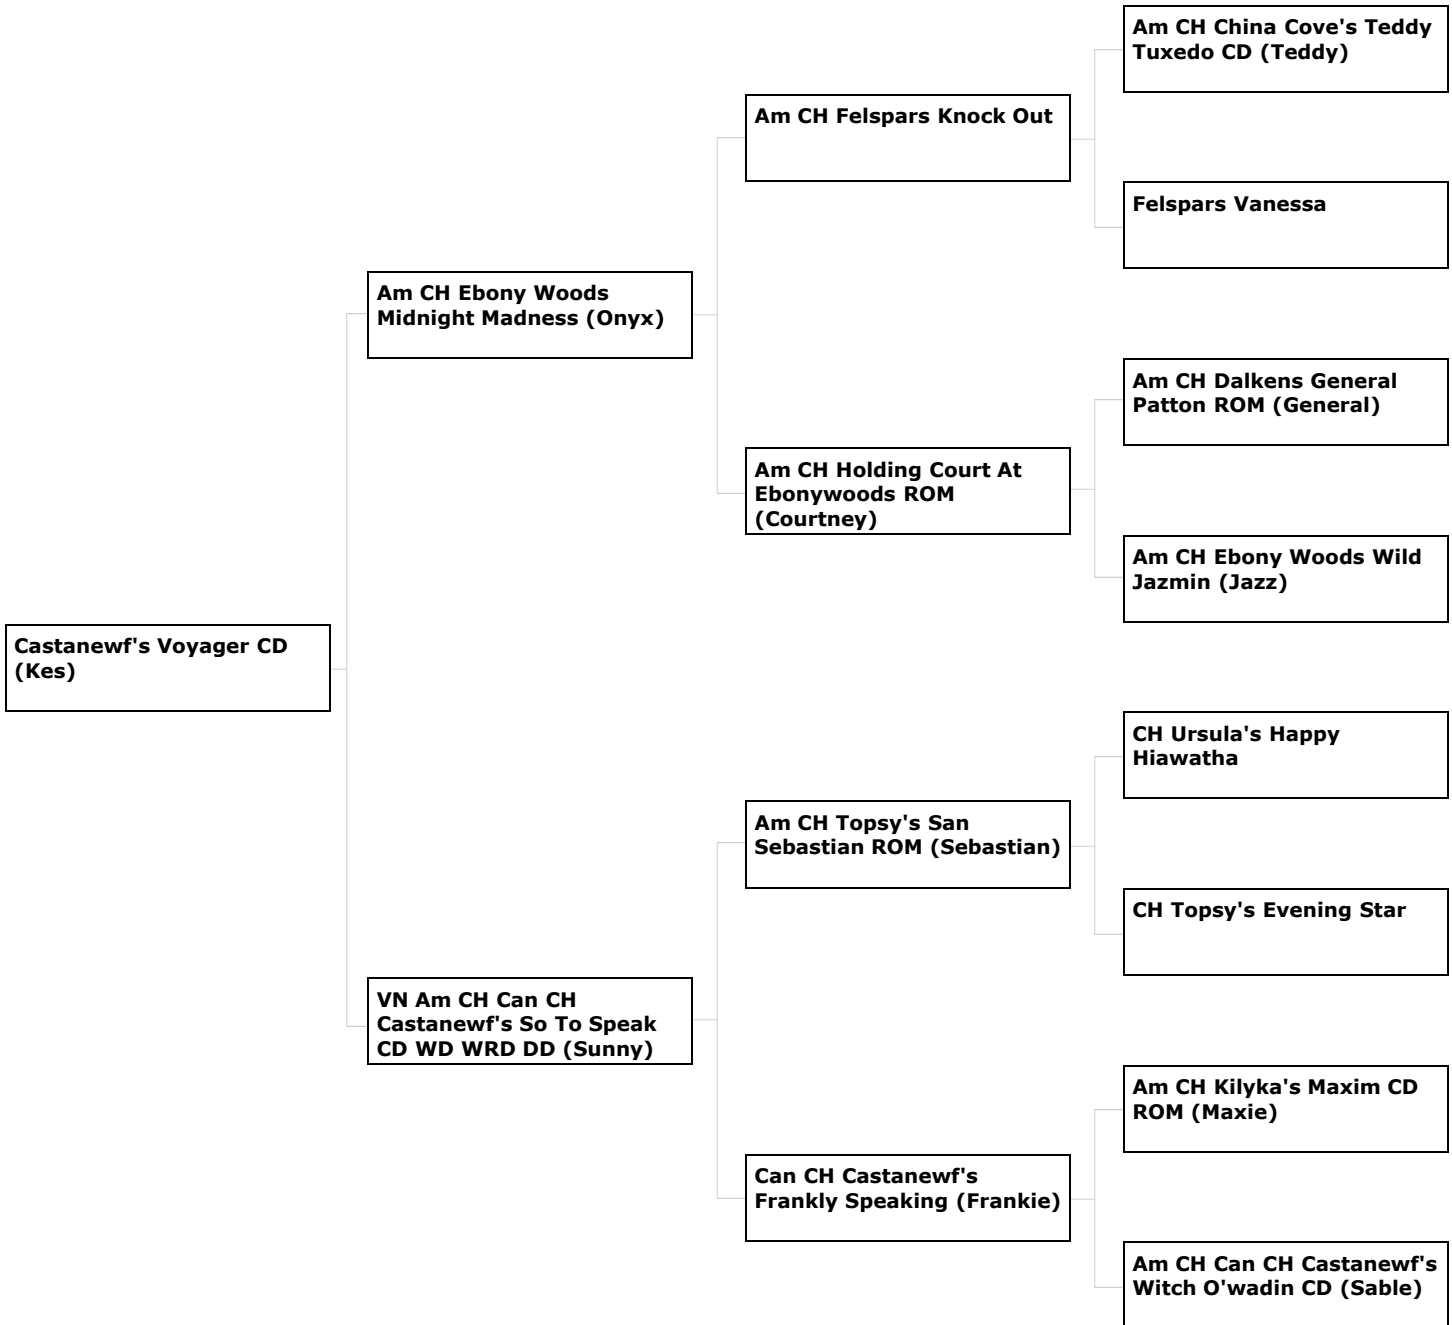 Am CH China Cove's Teddy
Tuxedo CD (Teddy)
Am CH Felspars Knock Out
Felspars Vanessa
Am CH Ebony Woods
Midnight Madness (Onyx)
Am CH Dalkens General
Patton ROM (General)
Am CH Holding Court At
Ebonywoods ROM
(Courtney)
Am CH Ebony Woods Wild
Jazmin (Jazz)
Castanewf's Voyager CD
(Kes)
CH Ursula's Happy
Hiawatha
Am CH Topsy's San
Sebastian ROM (Sebastian)
CH Topsy's Evening Star
VN Am CH Can CH
Castanewf's So To Speak
CD WD WRD DD (Sunny)
Am CH Kilyka's Maxim CD
ROM (Maxie)
Can CH Castanewf's
Frankly Speaking (Frankie)
Am CH Can CH Castanewf's
Witch O'wadin CD (Sable)